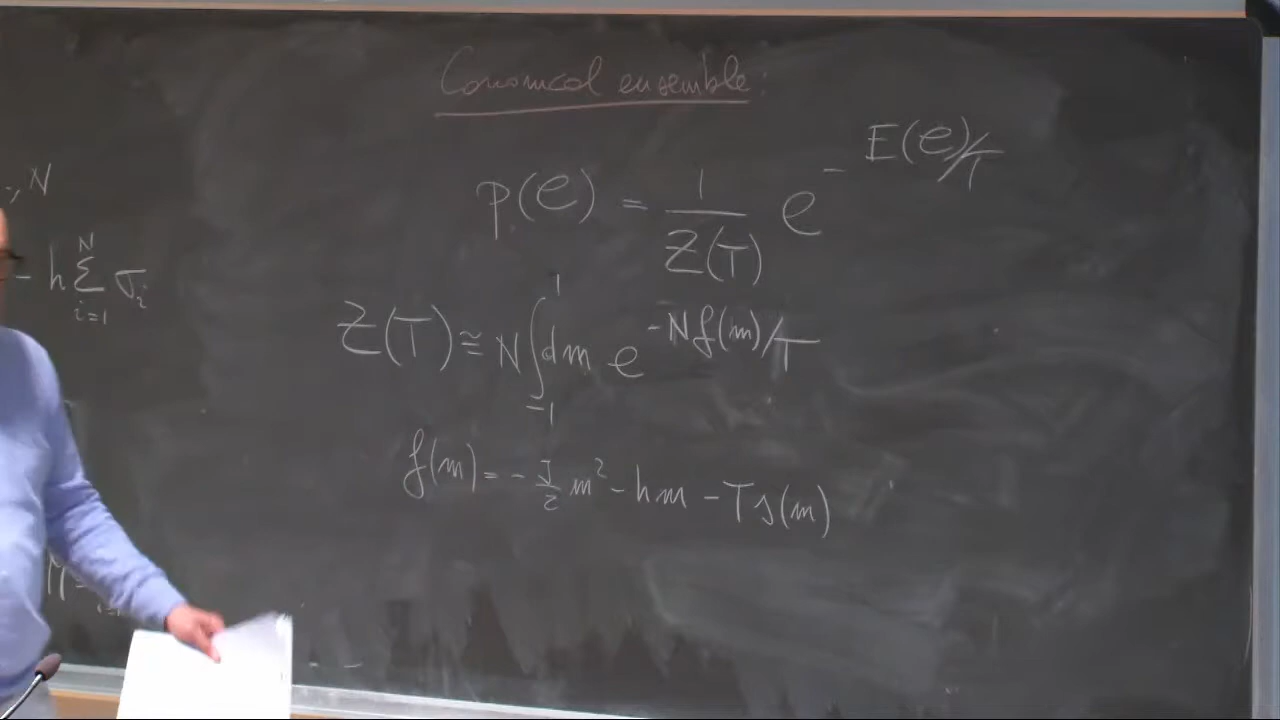 Canonical ensemble:
p(C) = 1/Z(T) e^{-E(C)/T}
Z(T) ≅ N ∫_{-1}^{1} dm e^{-Nf(m)/T}
f(m) = -J/2 m² - hm - Ts(m)
.., N
- h Σ_{i=1}^{N} σ_i